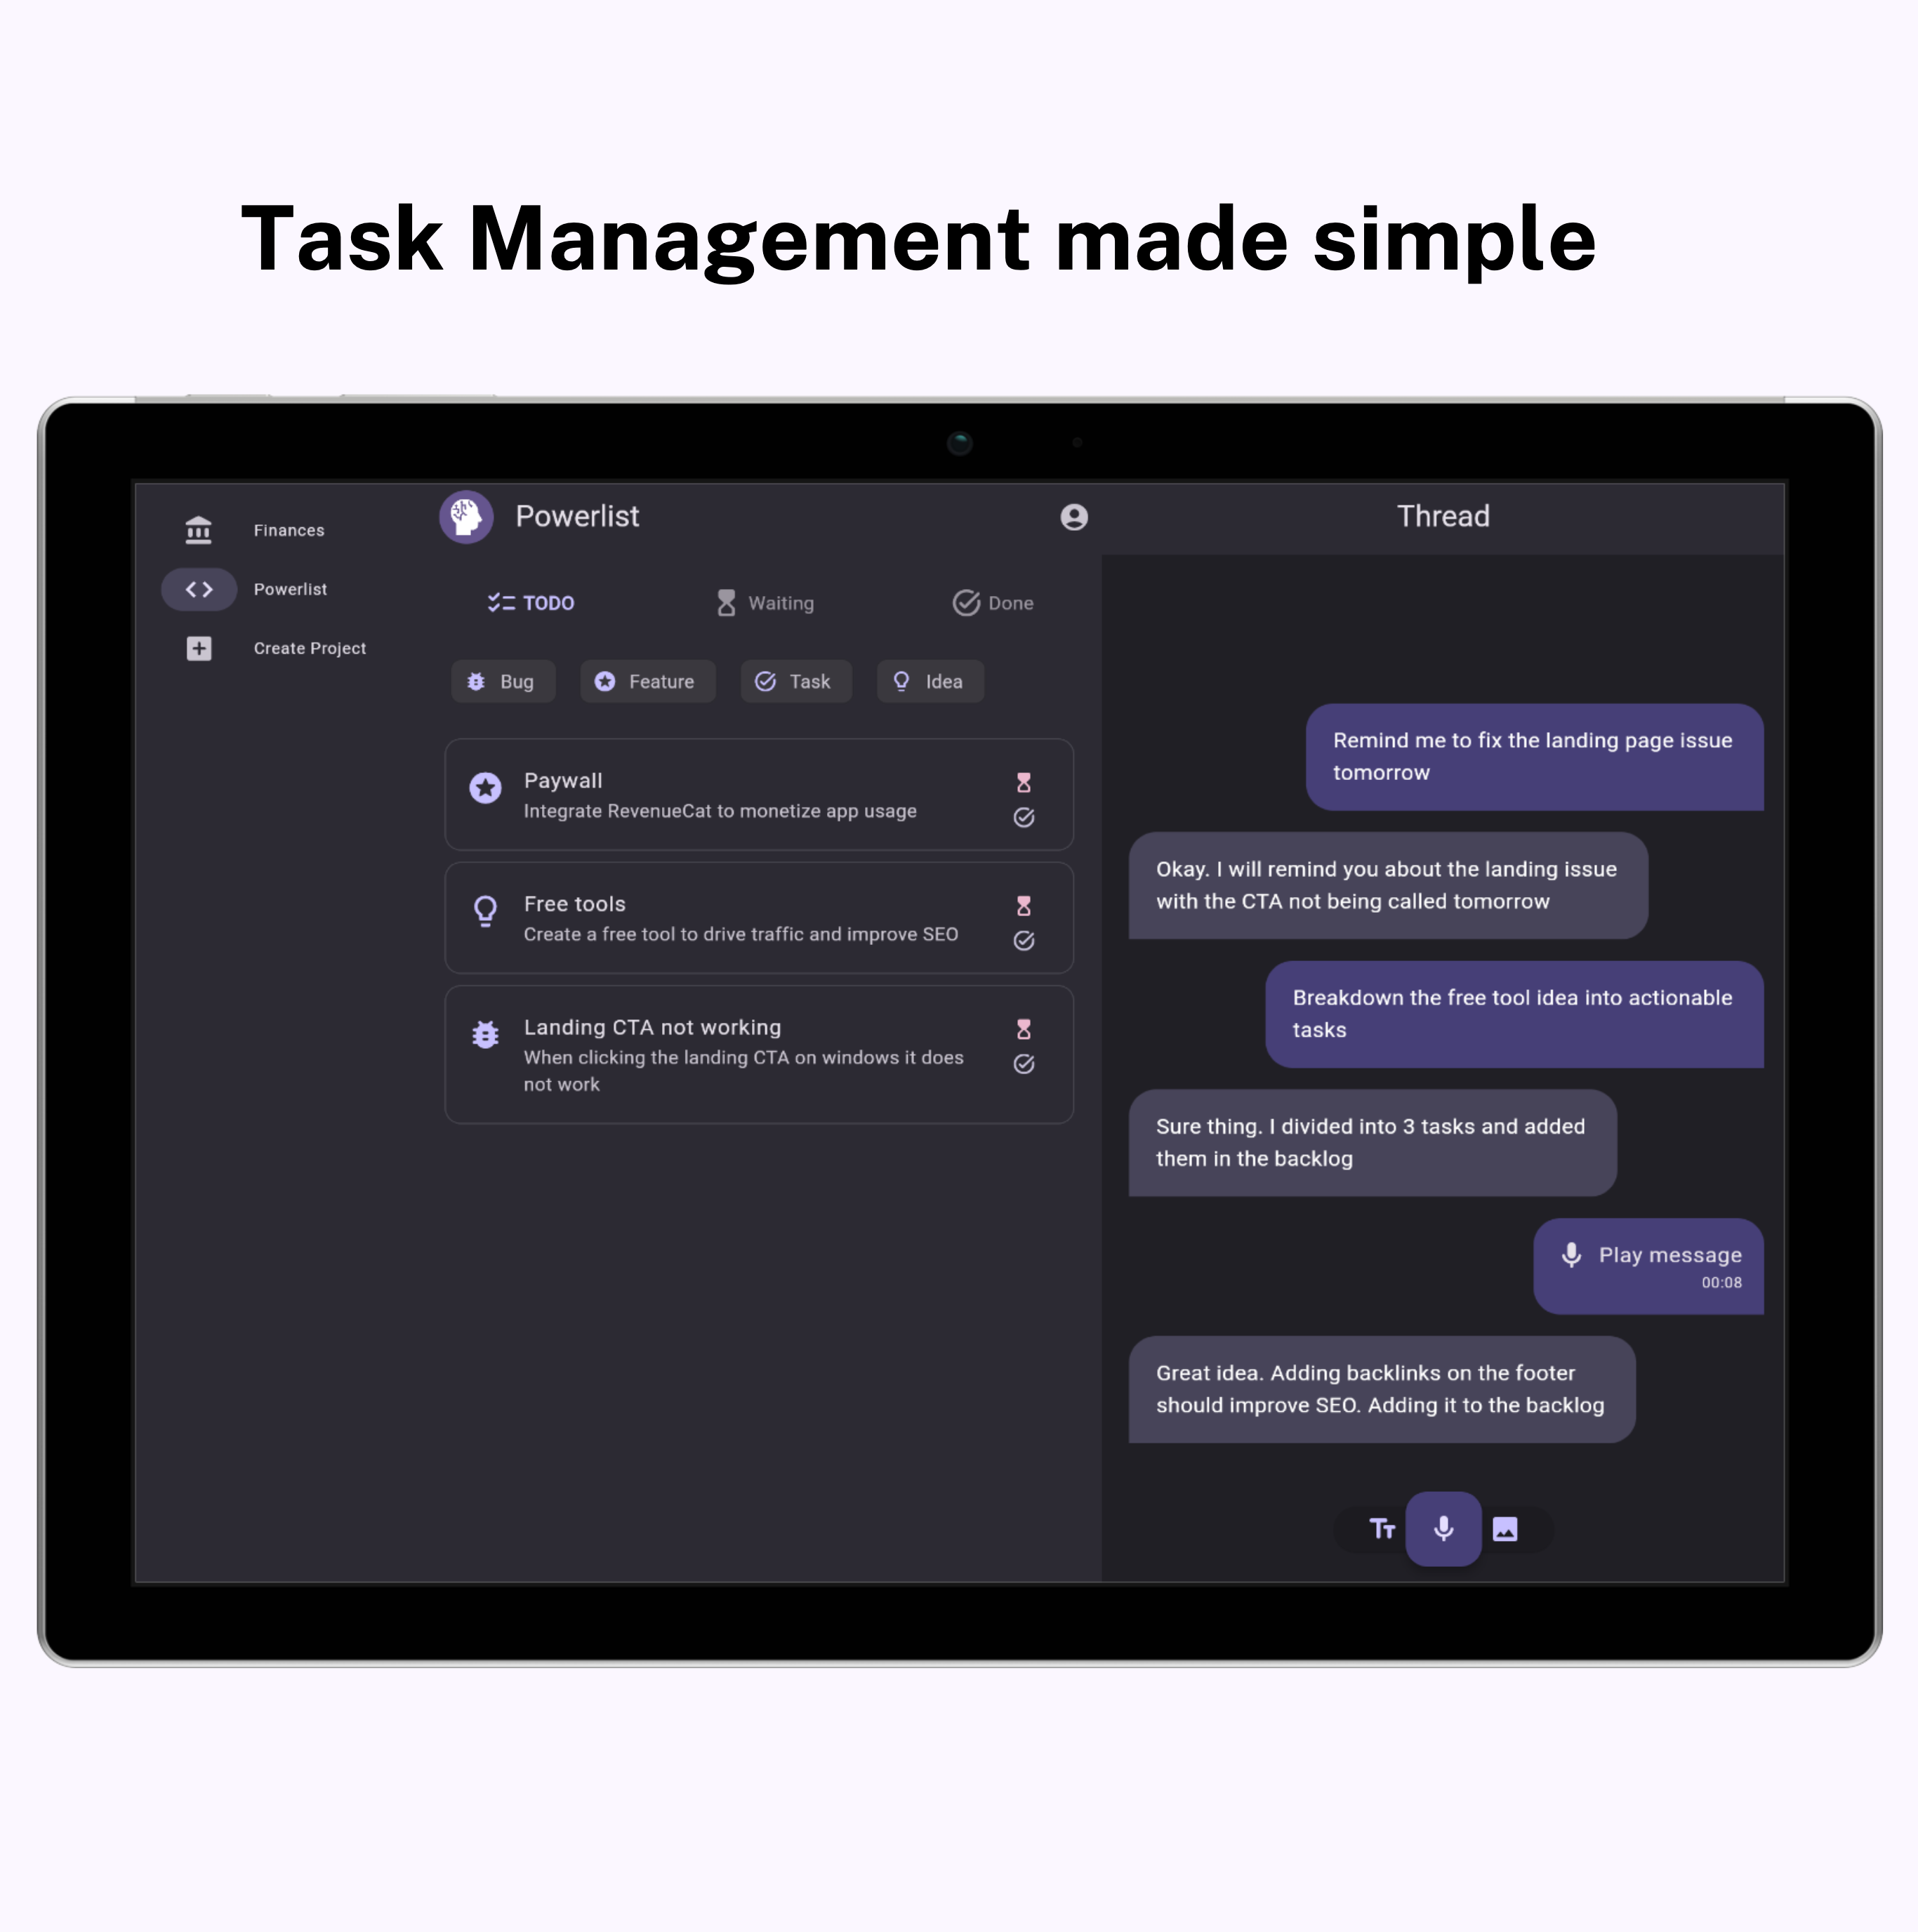 Task Management made simple
Finances
Powerlist
Create Project
Powerlist
TODO
Waiting
Done
Bug
Feature
Task
Idea
Paywall
Integrate RevenueCat to monetize app usage
Free tools
Create a free tool to drive traffic and improve SEO
Landing CTA not working
When clicking the landing CTA on windows it does
not work
Thread
Remind me to fix the landing page issue
tomorrow
Okay. I will remind you about the landing issue
with the CTA not being called tomorrow
Breakdown the free tool idea into actionable
tasks
Sure thing. I divided into 3 tasks and added
them in the backlog
Play message
00:08
Great idea. Adding backlinks on the footer
should improve SEO. Adding it to the backlog
Tт